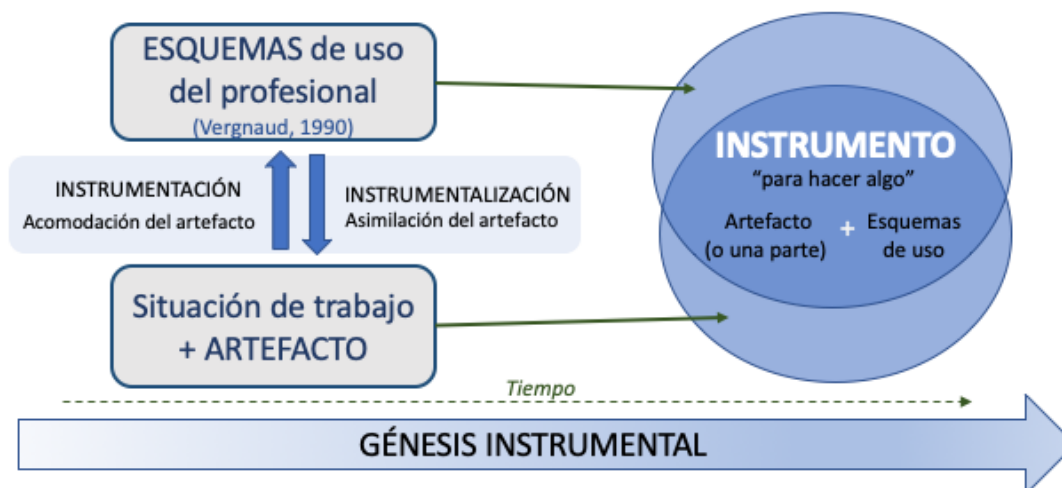 ESQUEMAS de uso
del profesional
(Vergnaud, 1990)
INSTRUMENTACIÓN
Acomodación del artefacto
INSTRUMENTALIZACIÓN
Asimilación del artefacto
Situación de trabajo
+ ARTEFACTO
INSTRUMENTO
“para hacer algo”
Artefacto
(o una parte)
+
Esquemas
de uso
Tiempo
GÉNESIS INSTRUMENTAL